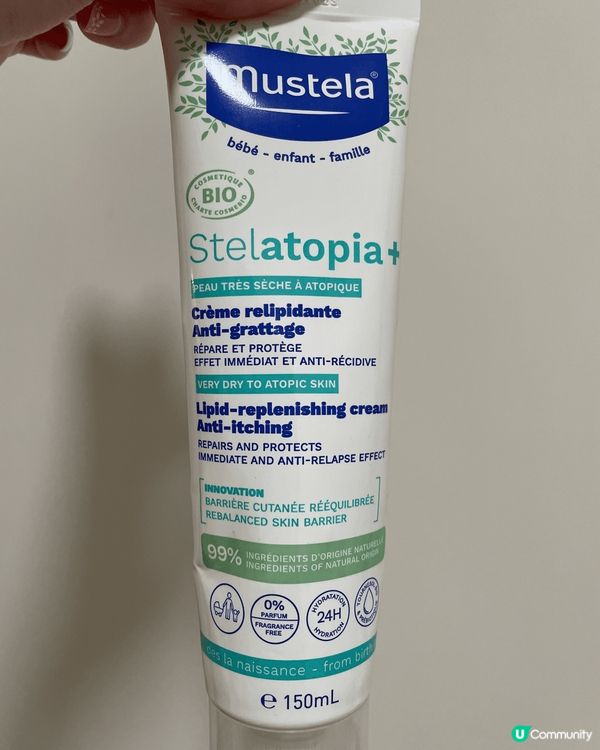 mustela®
bébé - enfant - famille
COSMETIQUE
BIO
CHARTE COSMEBIO
Stelatopia+
PEAU TRÈS SÈCHE À ATOPIQUE
Crème relipidante
Anti-grattage
RÉPARE ET PROTÈGE
EFFET IMMÉDIAT ET ANTI-RÉCIDIVE
VERY DRY TO ATOPIC SKIN
Lipid-replenishing cream
Anti-itching
REPAIRS AND PROTECTS
IMMEDIATE AND ANTI-RELAPSE EFFECT
INNOVATION
BARRIÈRE CUTANÉE RÉÉQUILIBRÉE
REBALANCED SKIN BARRIER
99% INGRÉDIENTS D'ORIGINE NATURELLE
INGREDIENTS OF NATURAL ORIGIN
0%
PARFUM
FRAGRANCE
FREE
HYDRATATION
24H
HYDRATION
dès la naissance - from birth
e 150mL
U Community